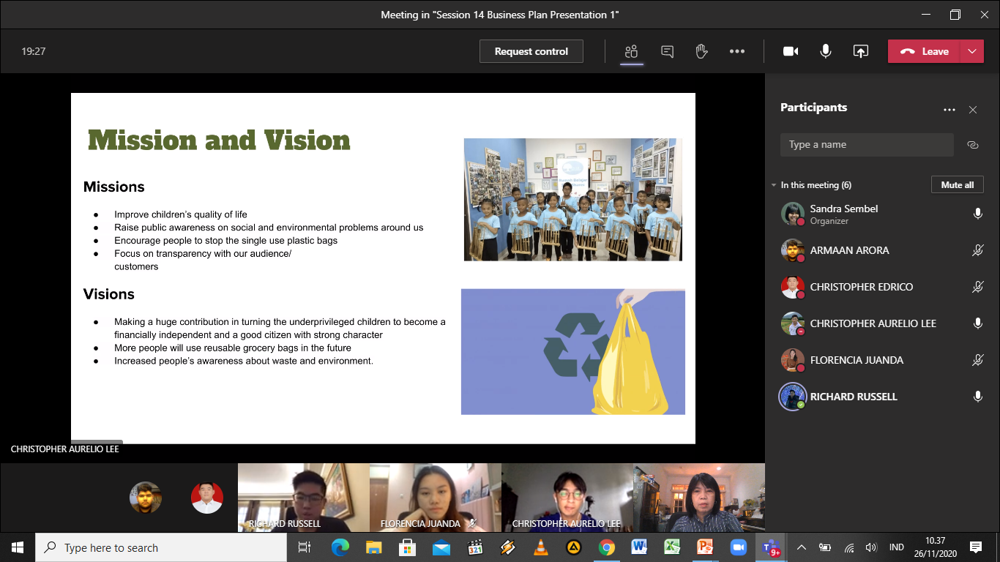 Meeting in "Session 14 Business Plan Presentation 1"
19:27
Request control
Leave
Mission and Vision
Missions
● Improve children's quality of life
● Raise public awareness on social and environmental problems around us
● Encourage people to stop the single use plastic bags
● Focus on transparency with our audience/
customers
Visions
● Making a huge contribution in turning the underprivileged children to become a
financially independent and a good citizen with strong character
● More people will use reusable grocery bags in the future
● Increased people's awareness about waste and environment.
Rumah Belajar
CHRISTOPHER AURELIO LEE
RICHARD RUSSELL
FLORENCIA JUANDA
CHRISTOPHER AURELIO LEE
Participants
Type a name
In this meeting (6)
Mute all
Sandra Sembel
Organizer
ARMAAN ARORA
CHRISTOPHER EDRICO
CHRISTOPHER AURELIO LEE
FLORENCIA JUANDA
RICHARD RUSSELL
Type here to search
321
9+
IND
10.37
26/11/2020